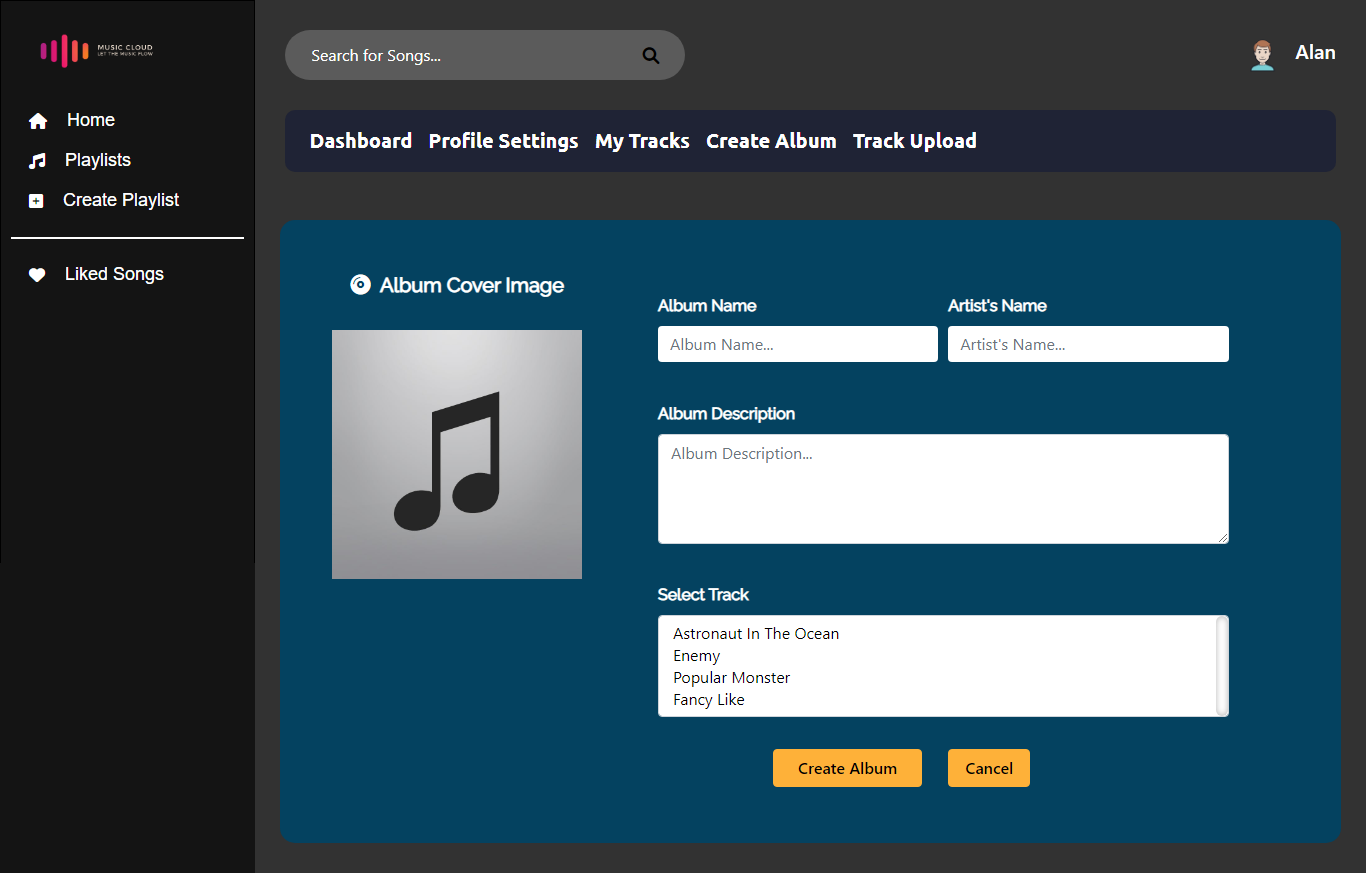 MUSIC CLOUD
LET THE MUSIC FLOW
Home
Playlists
Create Playlist
Liked Songs
Search for Songs...
Alan
Dashboard Profile Settings My Tracks Create Album Track Upload
Album Cover Image
Album Name
Album Name...
Artist's Name
Artist's Name...
Album Description
Album Description...
Select Track
Astronaut In The Ocean
Enemy
Popular Monster
Fancy Like
Create Album
Cancel